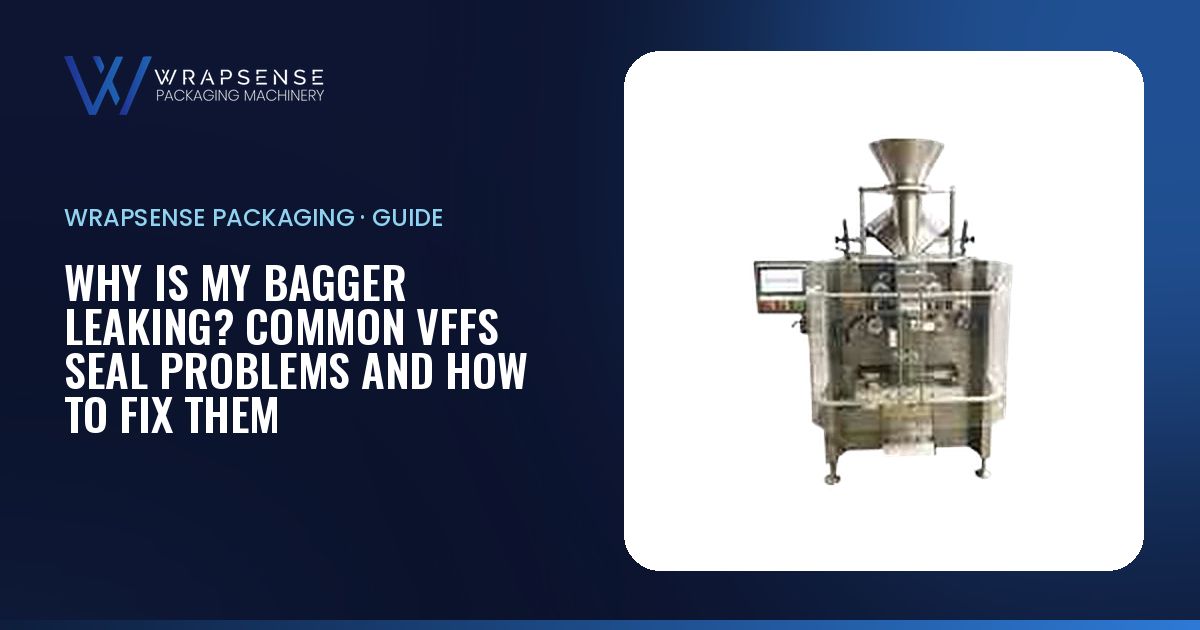 WRAPSENSE
PACKAGING MACHINERY
WRAPSENSE PACKAGING · GUIDE
WHY IS MY BAGGER
LEAKING? COMMON VFFS
SEAL PROBLEMS AND HOW
TO FIX THEM